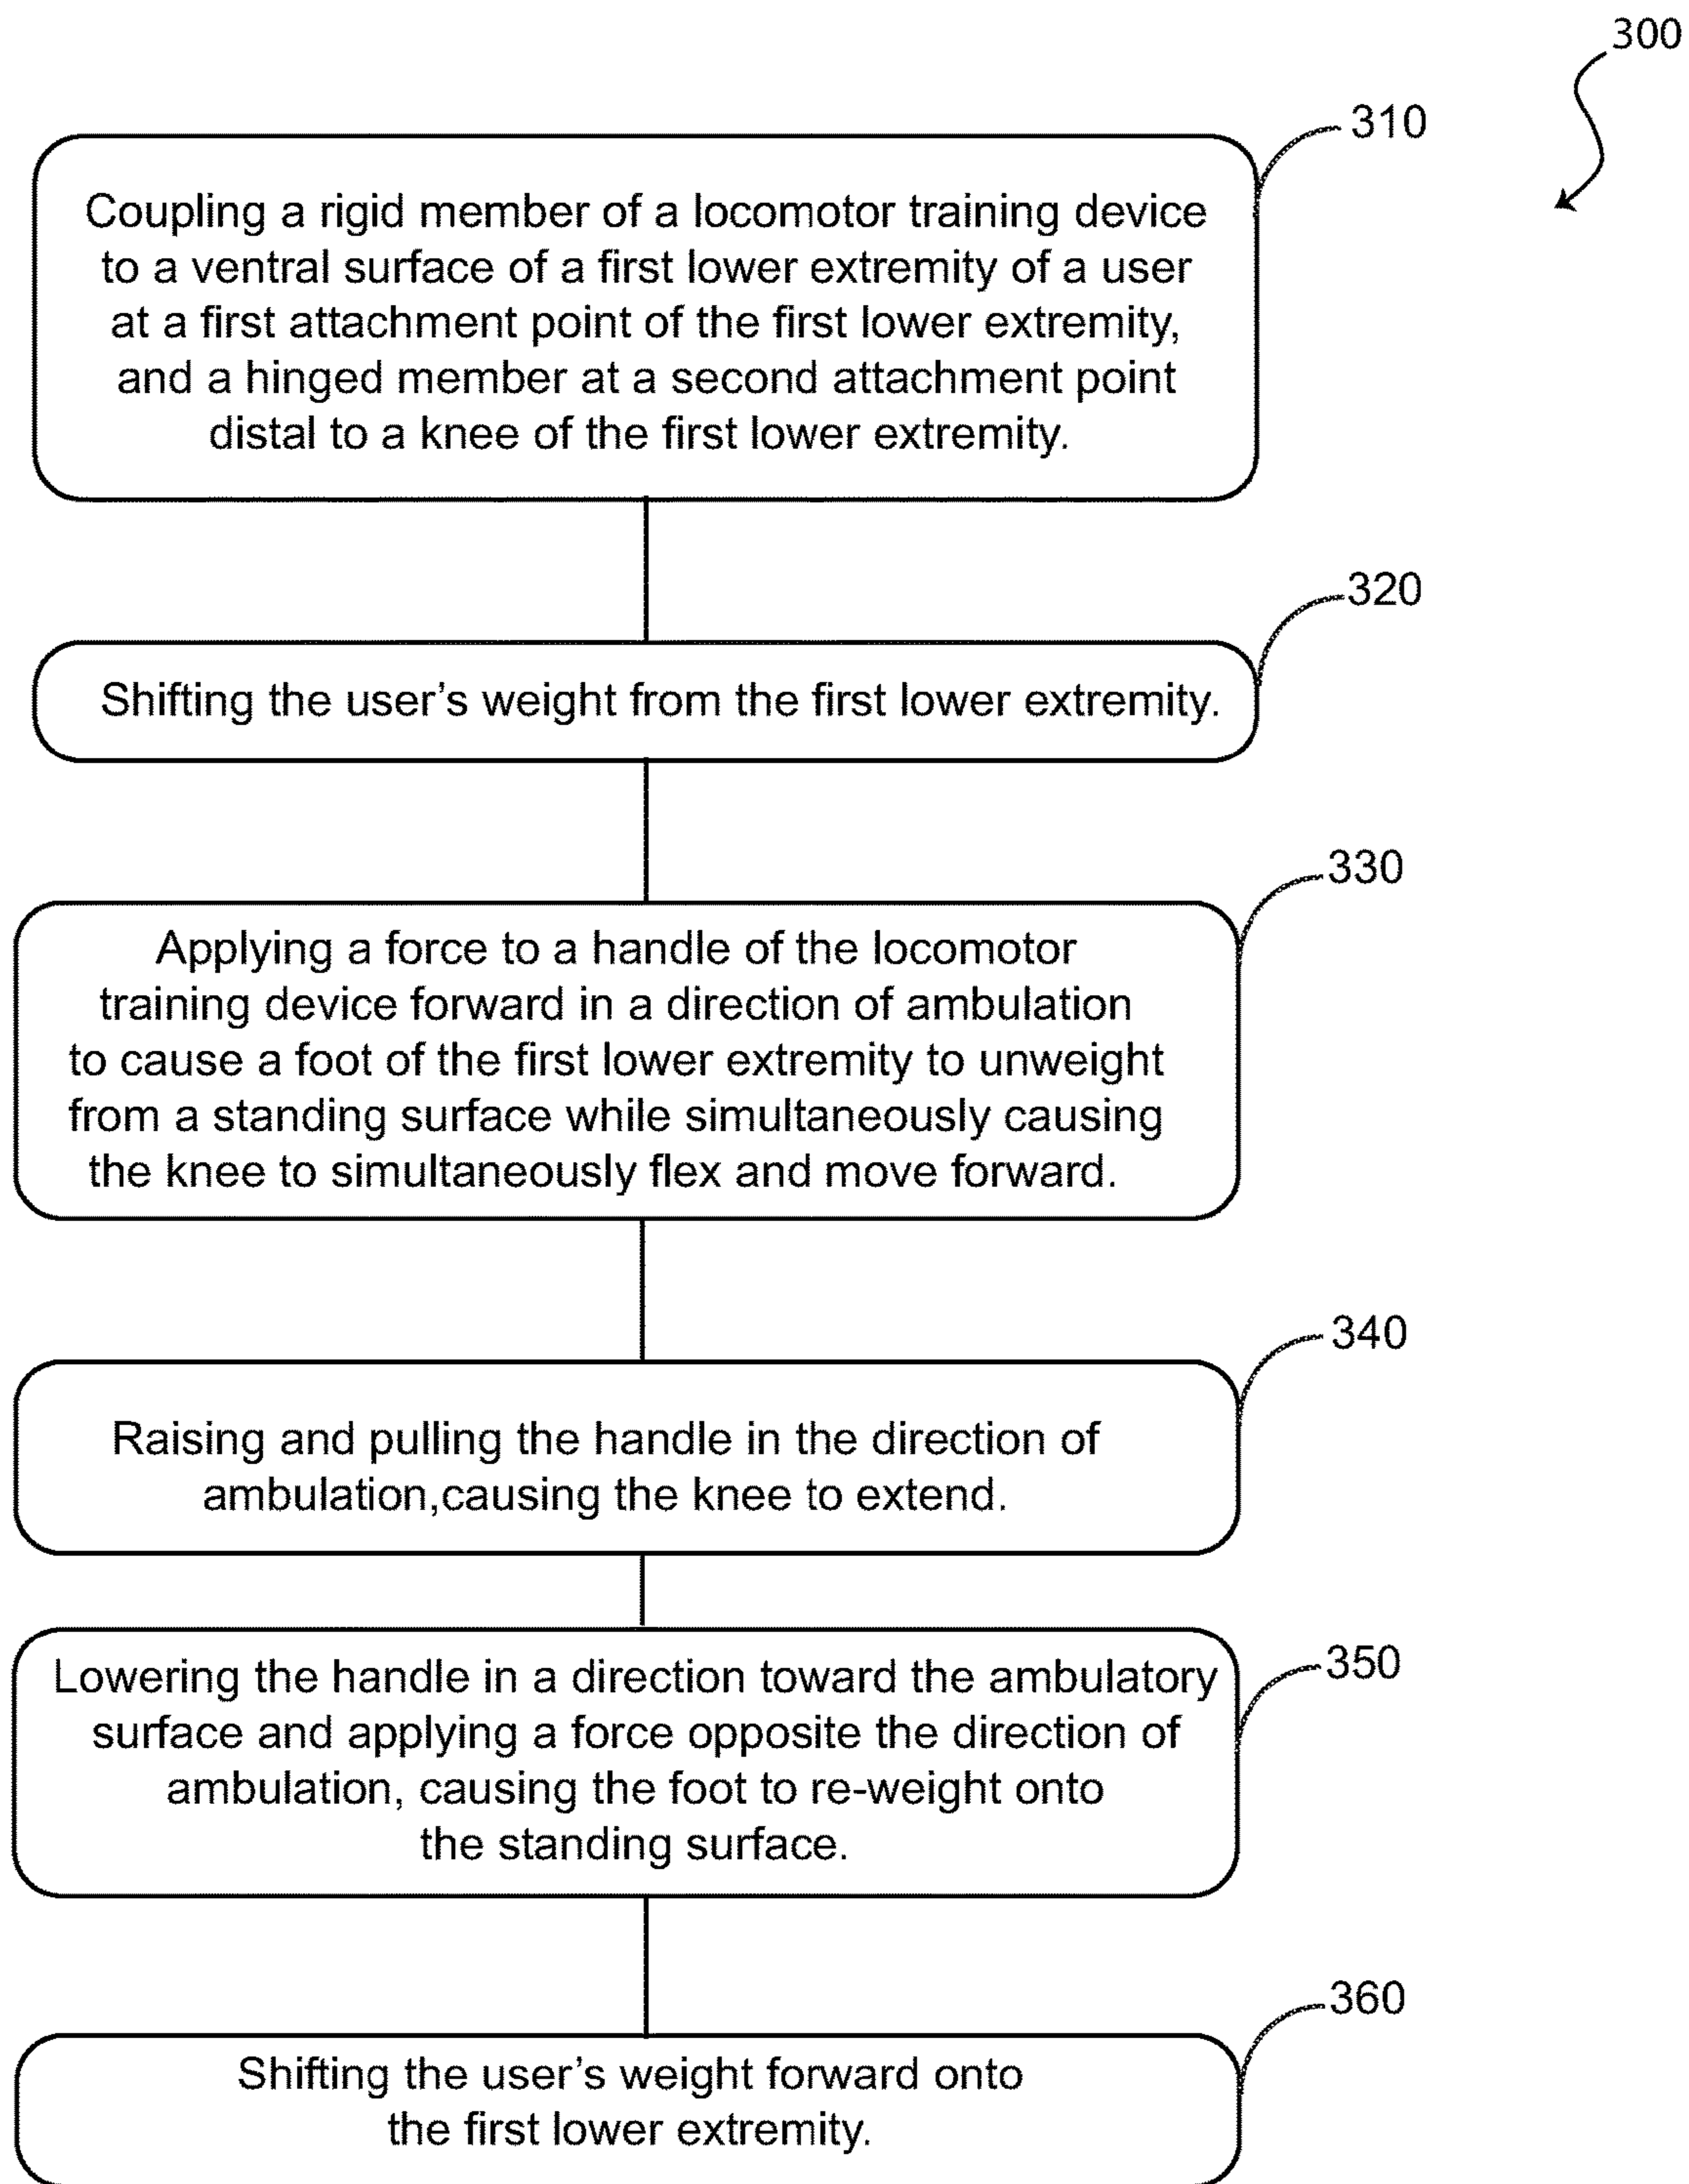 300
310
Coupling a rigid member of a locomotor training device
to a ventral surface of a first lower extremity of a user
at a first attachment point of the first lower extremity,
and a hinged member at a second attachment point
distal to a knee of the first lower extremity.
320
Shifting the user’s weight from the first lower extremity.
330
Applying a force to a handle of the locomotor
training device forward in a direction of ambulation
to cause a foot of the first lower extremity to unweight
from a standing surface while simultaneously causing
the knee to simultaneously flex and move forward.
340
Raising and pulling the handle in the direction of
ambulation,causing the knee to extend.
350
Lowering the handle in a direction toward the ambulatory
surface and applying a force opposite the direction of
ambulation, causing the foot to re-weight onto
the standing surface.
360
Shifting the user’s weight forward onto
the first lower extremity.